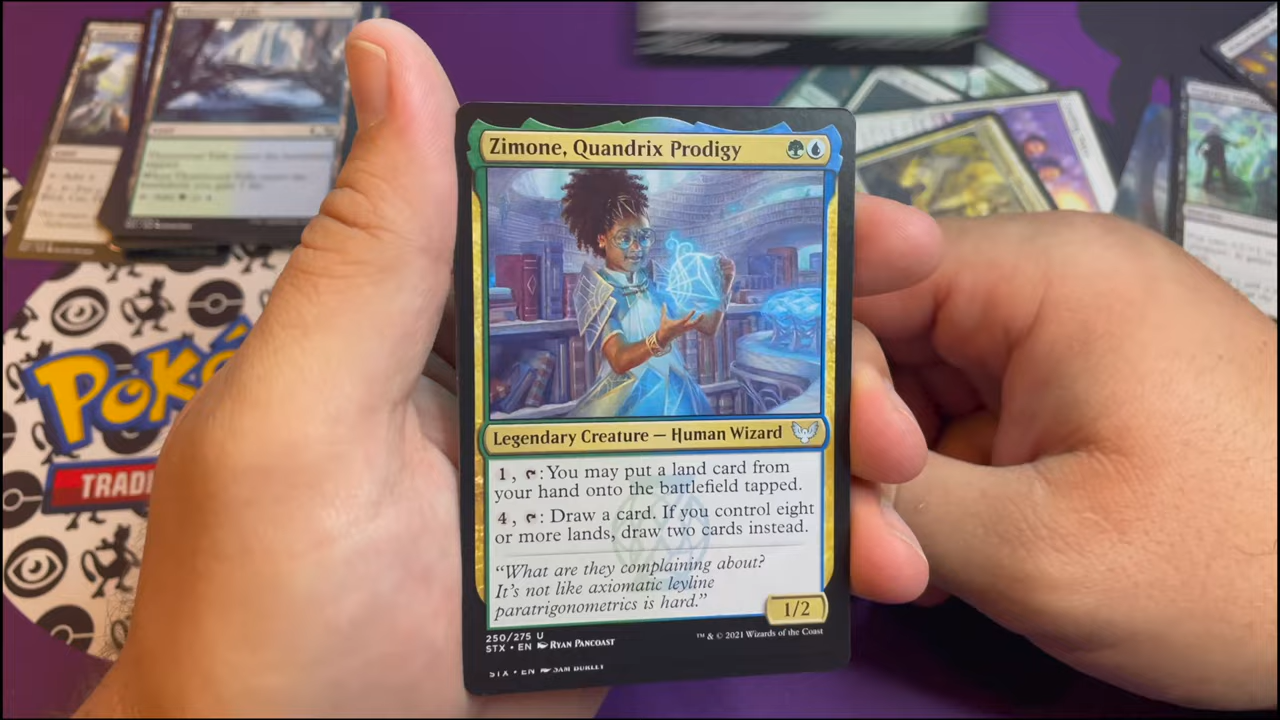 Zimone, Quandrix Prodigy
Legendary Creature — Human Wizard
1, : You may put a land card from
your hand onto the battlefield tapped.
4, : Draw a card. If you control eight
or more lands, draw two cards instead.
“What are they complaining about?
It's not like axiomatic leyline
paratrigonometrics is hard.”
1/2
250/275 U
STX • EN RYAN PANCOAST
™ & © 2021 Wizards of the Coast
STX • EN SAM BURLEY
POKé
TRADI